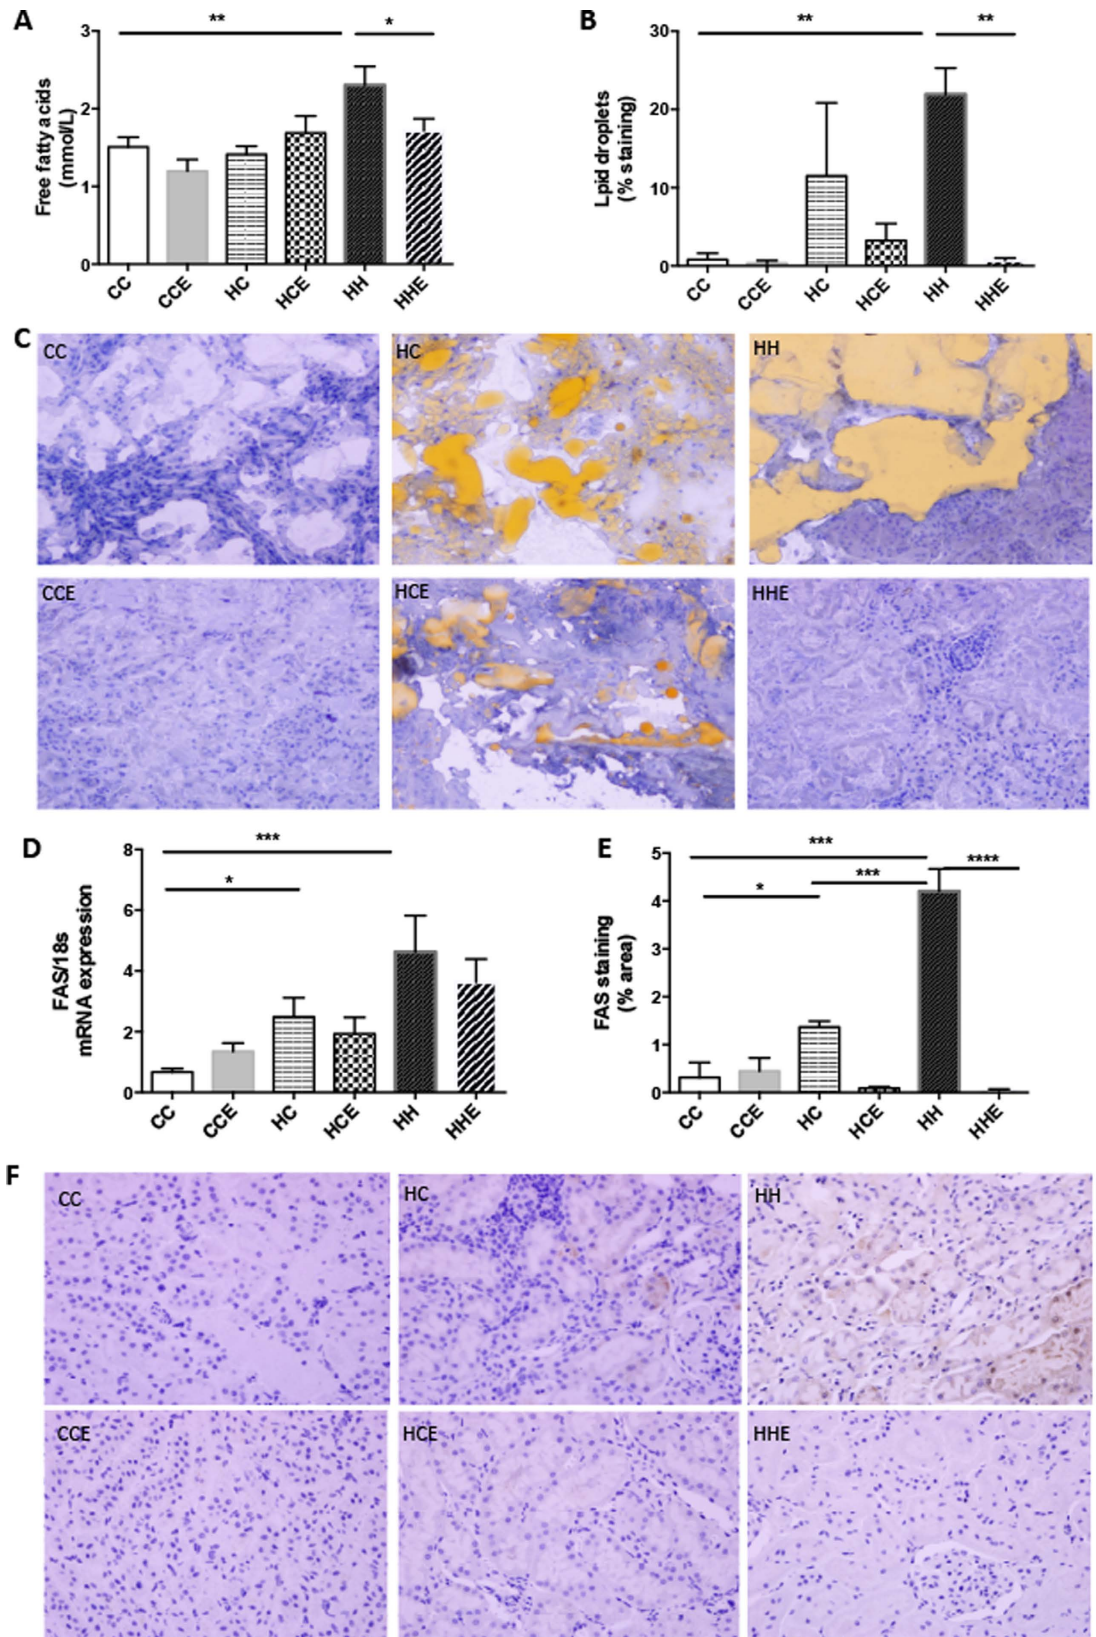 A
B
** *
** **
3
2
1
0
Free fatty acids
(mmol/L)
CC CCE HC HCE HH HHE
30
20
10
0
Lpid droplets
(% staining)
CC CCE HC HCE HH HHE
C
CC
HC
HH
CCE
HCE
HHE
D
E
***
*
8
6
4
2
0
FAS/18s
mRNA expression
CC CCE HC HCE HH HHE
***
****
***
*
5
4
3
2
1
0
FAS staining
(% area)
CC CCE HC HCE HH HHE
F
CC
HC
HH
CCE
HCE
HHE